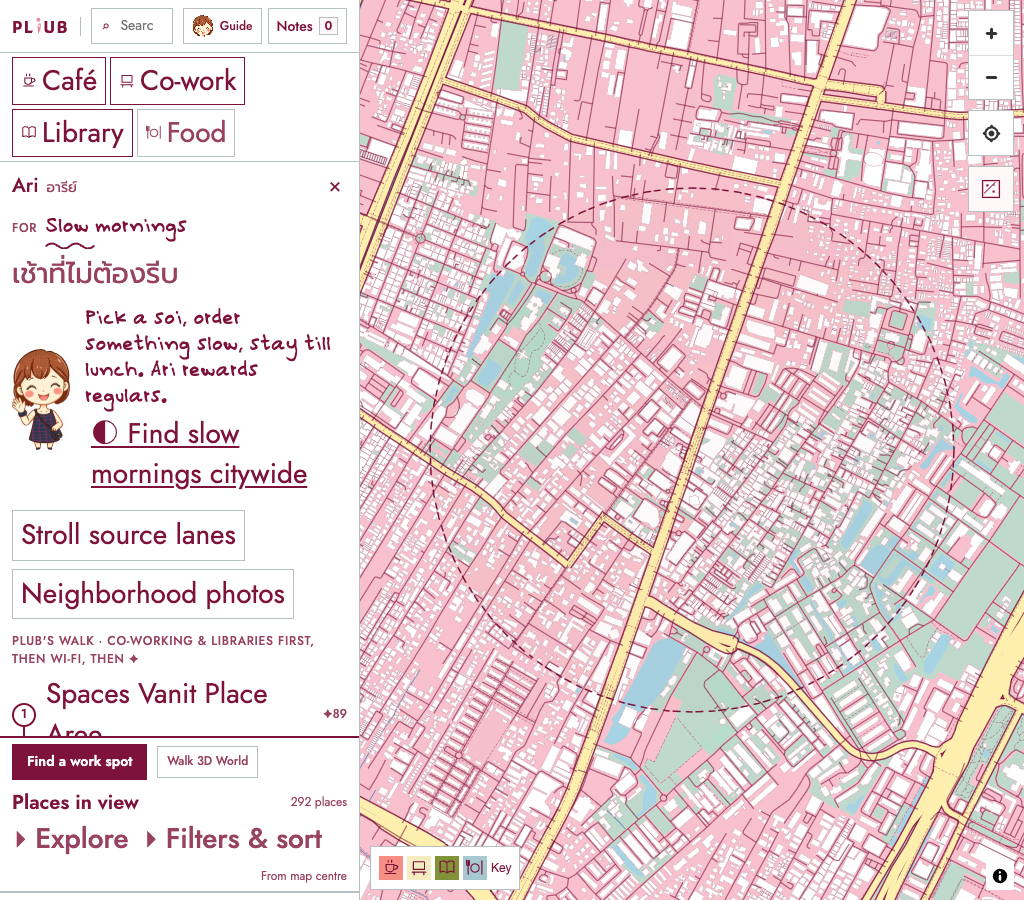 PLUB
Searc
Guide
Notes 0
Café
Co-work
Library
Food
Ari อารีย์
FOR Slow mornings
เช้าที่ไม่ต้องรีบ
Pick a soi, order
something slow, stay till
lunch. Ari rewards
regulars.
Find slow
mornings citywide
Stroll source lanes
Neighborhood photos
PLUB'S WALK · CO-WORKING & LIBRARIES FIRST,
THEN WI-FI, THEN ✦
1 Spaces Vanit Place
Aree
✦89
Find a work spot
Walk 3D World
Places in view
292 places
Explore
Filters & sort
From map centre
Key